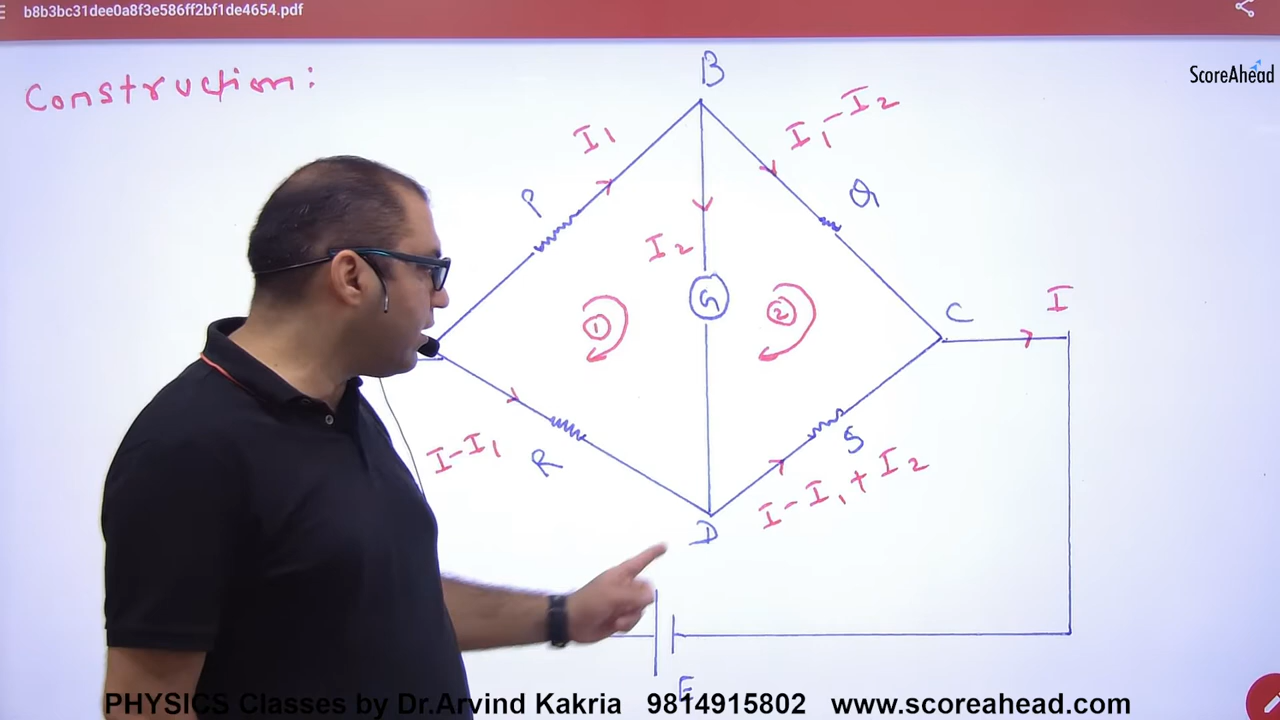 b8b3bc31dee0a8f3e586ff2bf1de4654.pdf
ScoreAhead
Construction:
B
I₁
I₁-I₂
P
Q
I₂
G
1
2
C
I
I-I₁
R
S
I-I₁+I₂
D
E
PHYSICS Classes by Dr.Arvind Kakria 9814915802 www.scoreahead.com